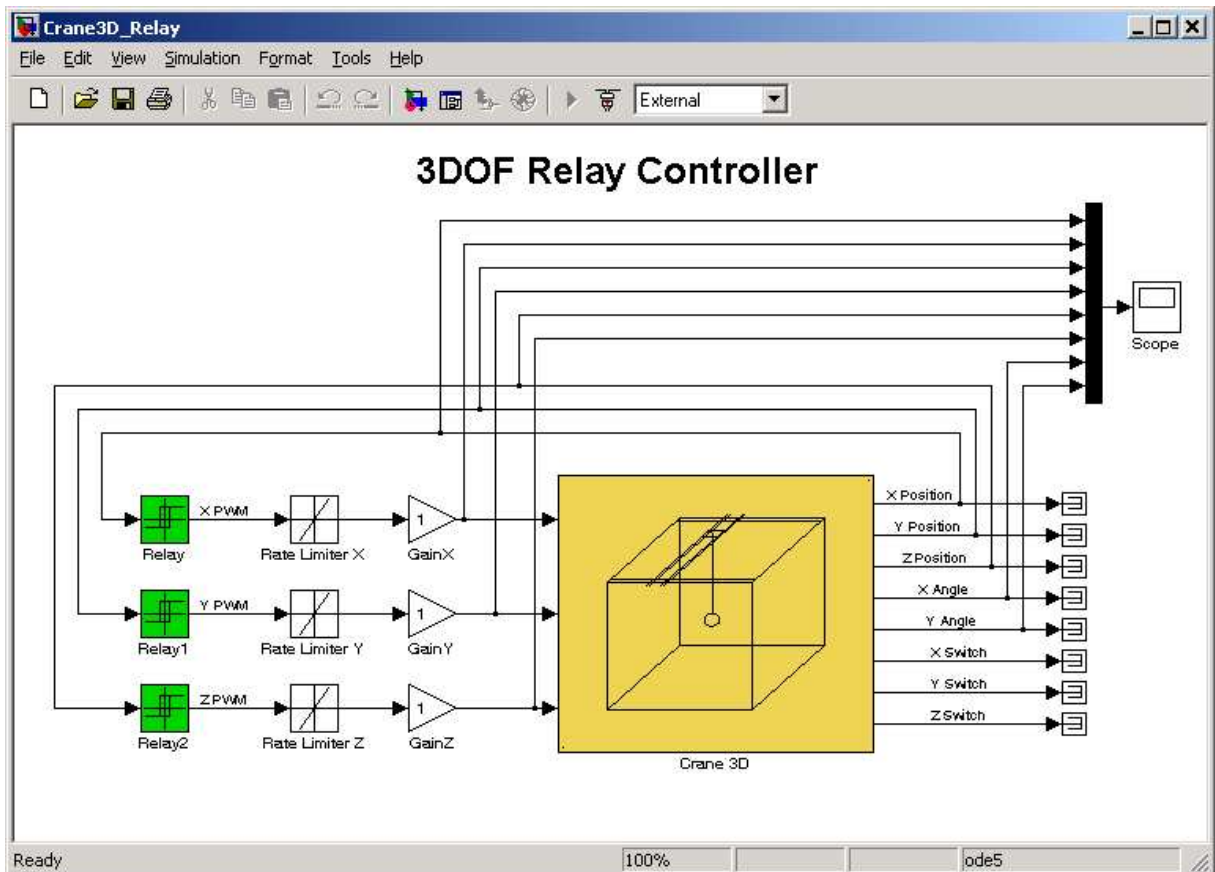 Crane3D_Relay
File Edit View Simulation Format Tools Help
External
3DOF Relay Controller
Scope
X PWM
Relay
Rate Limiter X
1
GainX
Y PWM
Relay1
Rate Limiter Y
1
GainY
Z PWM
Relay2
Rate Limiter Z
1
GainZ
Crane 3D
X Position
Y Position
Z Position
X Angle
Y Angle
X Switch
Y Switch
Z Switch
Ready 100% ode5